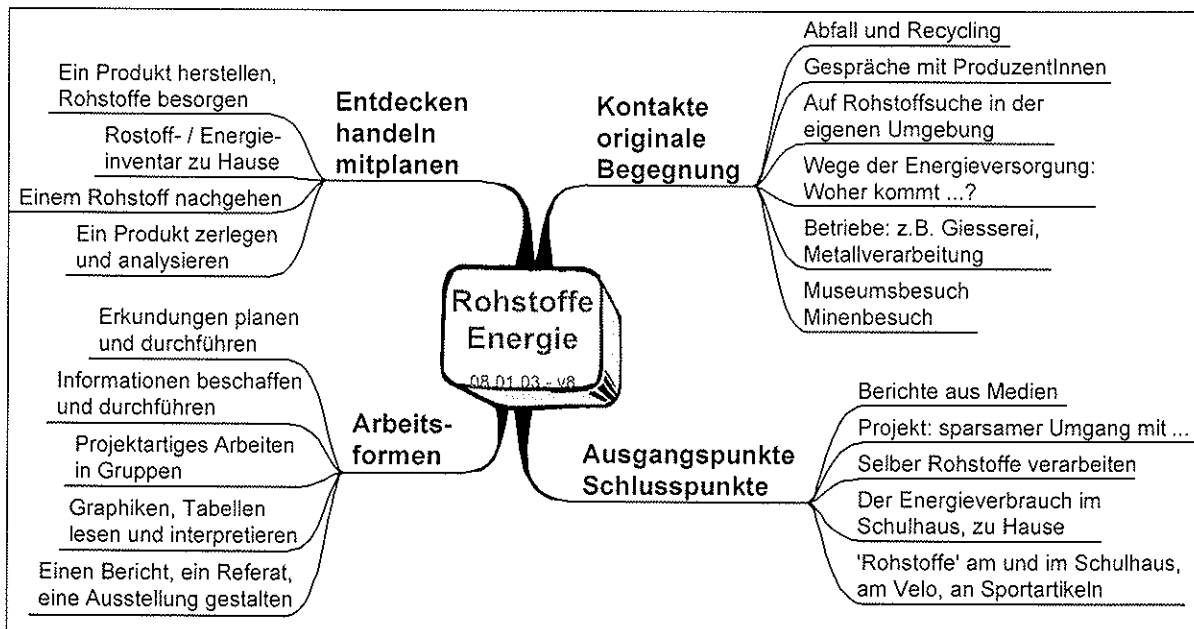 Rohstoffe
Energie
08.01.03 - v8
Entdecken
handeln
mitplanen
Ein Produkt herstellen,
Rohstoffe besorgen
Rostoff- / Energie-
inventar zu Hause
Einem Rohstoff nachgehen
Ein Produkt zerlegen
und analysieren
Kontakte
originale
Begegnung
Abfall und Recycling
Gespräche mit ProduzentInnen
Auf Rohstoffsuche in der
eigenen Umgebung
Wege der Energieversorgung:
Woher kommt ...?
Betriebe: z.B. Giesserei,
Metallverarbeitung
Museumsbesuch
Minenbesuch
Arbeits-
formen
Erkundungen planen
und durchführen
Informationen beschaffen
und durchführen
Projektartiges Arbeiten
in Gruppen
Graphiken, Tabellen
lesen und interpretieren
Einen Bericht, ein Referat,
eine Ausstellung gestalten
Ausgangspunkte
Schlusspunkte
Berichte aus Medien
Projekt: sparsamer Umgang mit ...
Selber Rohstoffe verarbeiten
Der Energieverbrauch im
Schulhaus, zu Hause
'Rohstoffe' am und im Schulhaus,
am Velo, an Sportartikeln